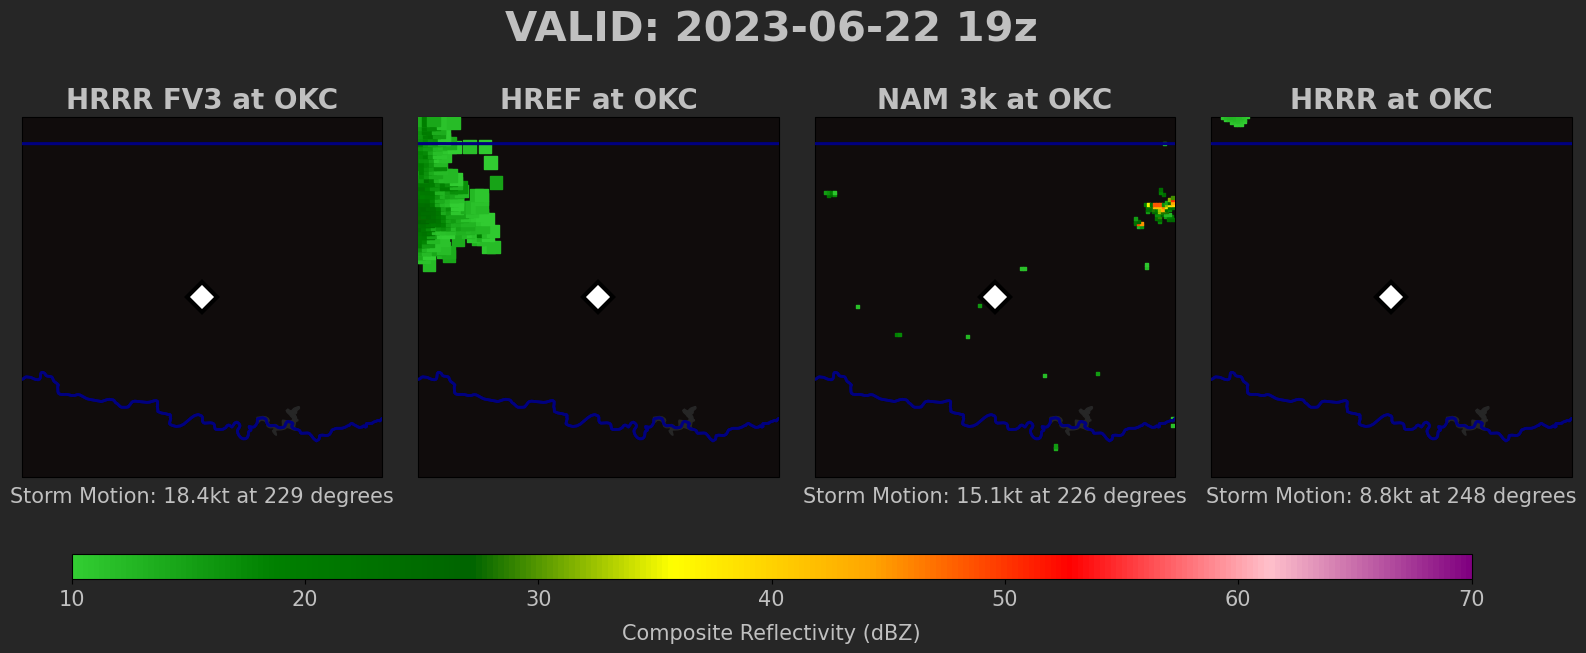 VALID: 2023-06-22 19z
HRRR FV3 at OKC
HREF at OKC
NAM 3k at OKC
HRRR at OKC
Storm Motion: 18.4kt at 229 degrees
Storm Motion: 15.1kt at 226 degrees
Storm Motion: 8.8kt at 248 degrees
10 20 30 40 50 60 70
Composite Reflectivity (dBZ)